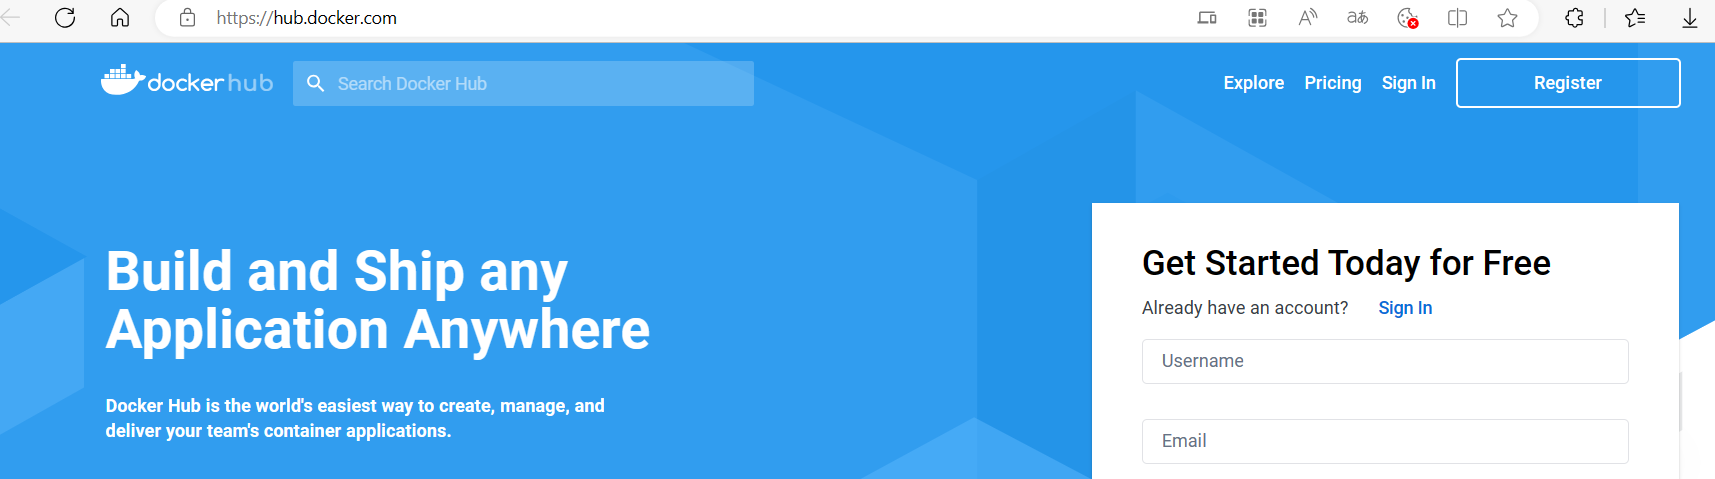 https://hub.docker.com
docker hub
Search Docker Hub
Explore Pricing Sign In Register
Build and Ship any
Application Anywhere
Docker Hub is the world's easiest way to create, manage, and
deliver your team's container applications.
Get Started Today for Free
Already have an account? Sign In
Username
Email